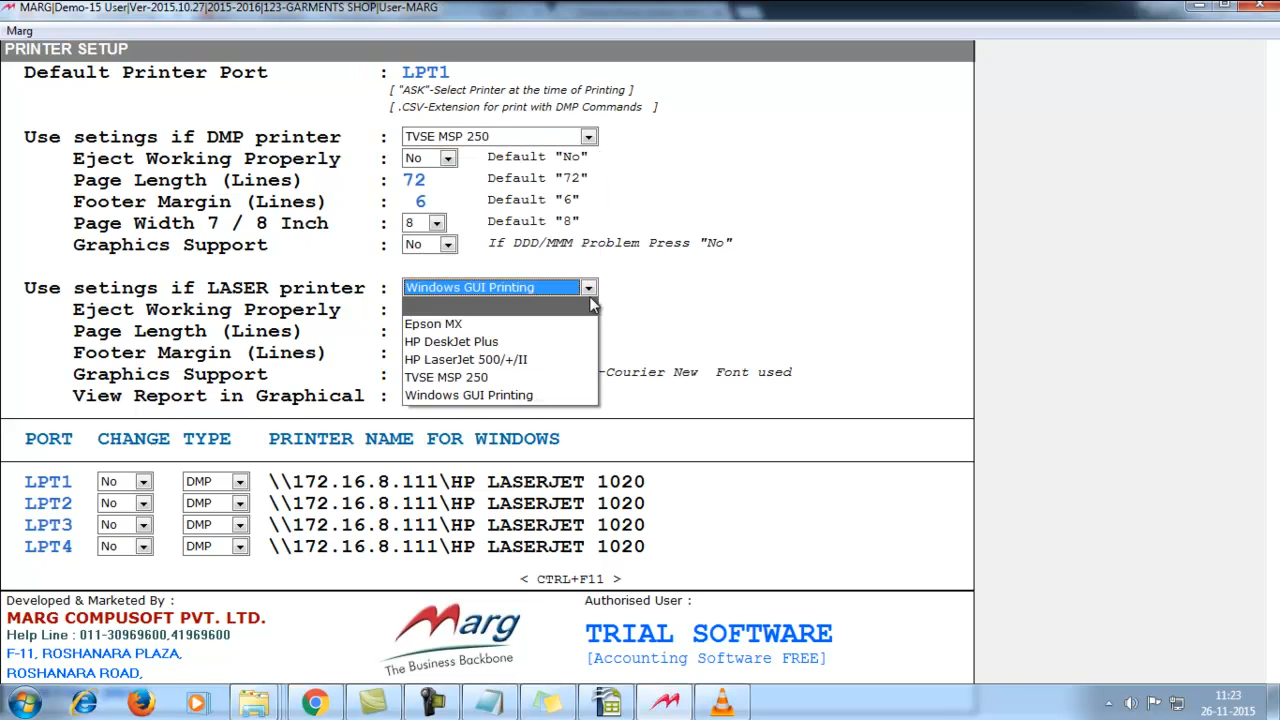 MARG|Demo-15 User|Ver-2015.10.27|2015-2016|123-GARMENTS SHOP|User-MARG
Marg
PRINTER SETUP
Default Printer Port : LPT1
[ "ASK"-Select Printer at the time of Printing ]
[ .CSV-Extension for print with DMP Commands ]
Use setings if DMP printer : TVSE MSP 250
Eject Working Properly : No Default "No"
Page Length (Lines) : 72 Default "72"
Footer Margin (Lines) : 6 Default "6"
Page Width 7 / 8 Inch : 8 Default "8"
Graphics Support : No If DDD/MMM Problem Press "No"
Use setings if LASER printer : Windows GUI Printing
Eject Working Properly :
Epson MX
Page Length (Lines) :
HP DeskJet Plus
Footer Margin (Lines) :
HP LaserJet 500/+/II
Graphics Support : -Courier New Font used
TVSE MSP 250
View Report in Graphical :
Windows GUI Printing
PORT CHANGE TYPE PRINTER NAME FOR WINDOWS
LPT1 No DMP \\172.16.8.111\HP LASERJET 1020
LPT2 No DMP \\172.16.8.111\HP LASERJET 1020
LPT3 No DMP \\172.16.8.111\HP LASERJET 1020
LPT4 No DMP \\172.16.8.111\HP LASERJET 1020
< CTRL+F11 >
Developed & Marketed By :
MARG COMPUSOFT PVT. LTD.
Help Line : 011-30969600,41969600
F-11, ROSHANARA PLAZA,
ROSHANARA ROAD,
Marg
The Business Backbone
Authorised User :
TRIAL SOFTWARE
[Accounting Software FREE]
11:23
26-11-2015